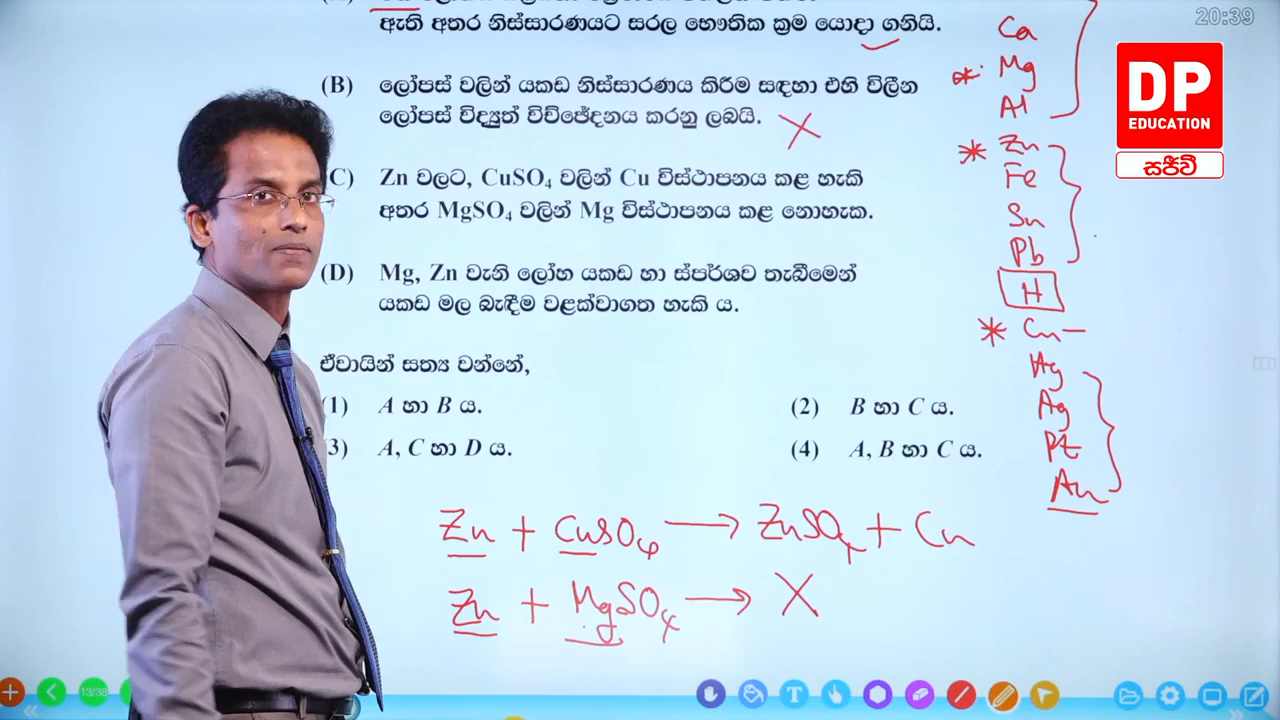 20:39
ඇති අතර නිස්සාරණයට සරල භෞතික ක්‍රම යොදා ගනියි.
(B) ලෝපස් වලින් යකඩ නිස්සාරණය කිරීම සඳහා එහි විලීන
ලෝපස් විද්‍යුත් විච්ඡේදනය කරනු ලබයි.
C) Zn වලට, CuSO₄ වලින් Cu විස්ථාපනය කළ හැකි
අතර MgSO₄ වලින් Mg විස්ථාපනය කළ නොහැක.
(D) Mg, Zn වැනි ලෝහ යකඩ හා ස්පර්ශව තැබීමෙන්
යකඩ මල බැඳීම වළක්වාගත හැකි ය.
ඒවායින් සත්‍ය වන්නේ,
1) A හා B ය. (2) B හා C ය.
3) A, C හා D ය. (4) A, B හා C ය.
Zn + CuSO₄ → ZnSO₄ + Cu
Zn + MgSO₄ → X
Ca
Mg
Al
Zn
Fe
Sn
Pb
H
Cu
Hg
Ag
Pt
Au
DP
EDUCATION
සජීවී
13/38